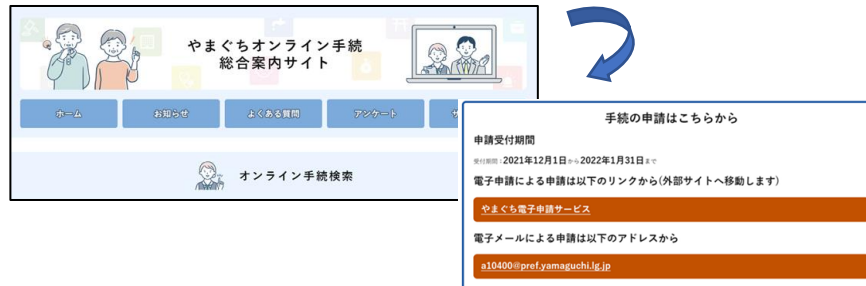 やまぐちオンライン手続
総合案内サイト
ホーム
お知らせ
よくある質問
アンケート
オンライン手続検索
手続の申請はこちらから
申請受付期間
受付期間：2021年12月1日から2022年1月31日まで
電子申請による申請は以下のリンクから(外部サイトへ移動します)
やまぐち電子申請サービス
電子メールによる申請は以下のアドレスから
a10400@pref.yamaguchi.lg.jp